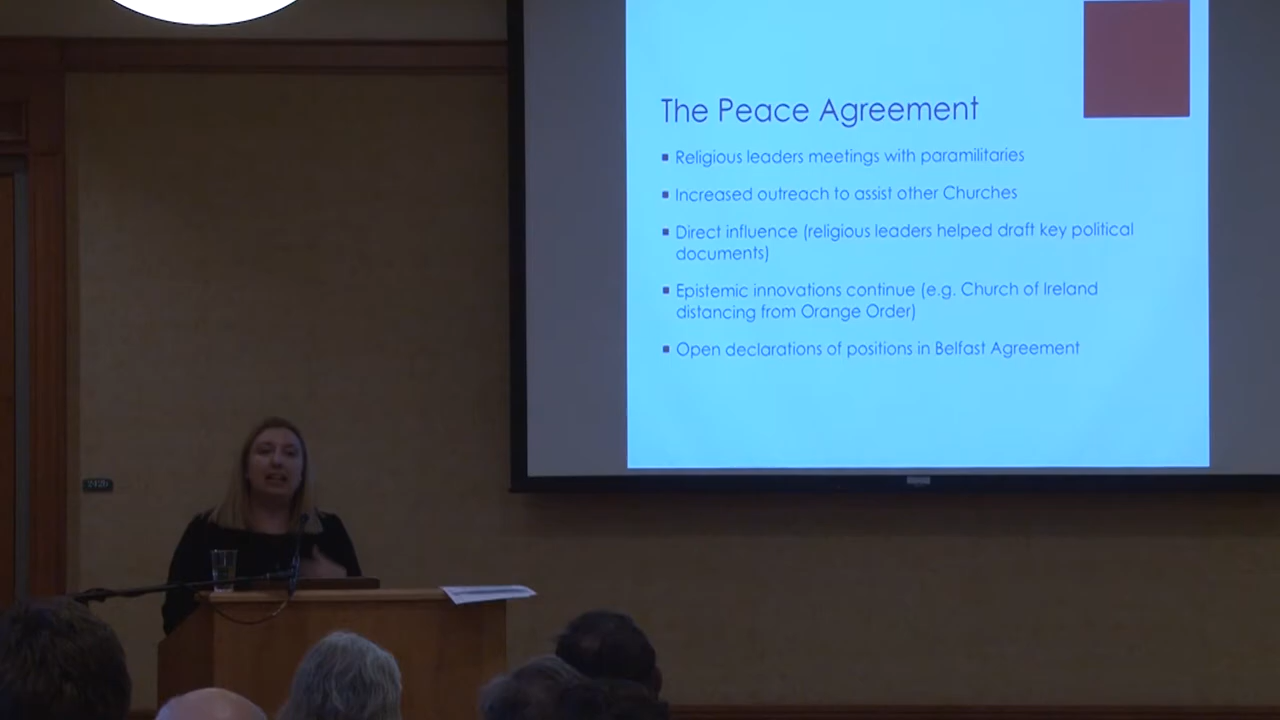 The Peace Agreement
▪ Religious leaders meetings with paramilitaries
▪ Increased outreach to assist other Churches
▪ Direct influence (religious leaders helped draft key political
documents)
▪ Epistemic innovations continue (e.g. Church of Ireland
distancing from Orange Order)
▪ Open declarations of positions in Belfast Agreement